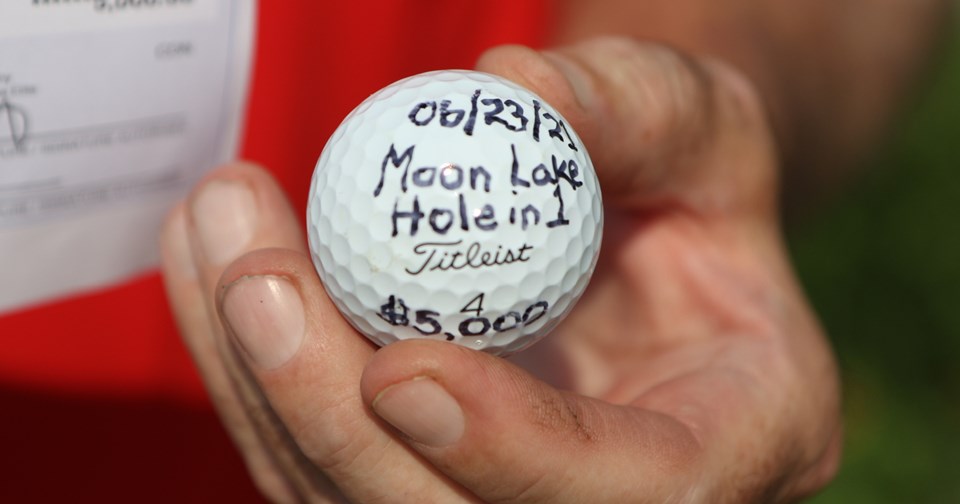 06/23/21
Moon Lake
Hole in 1
Titleist
4
$5,000